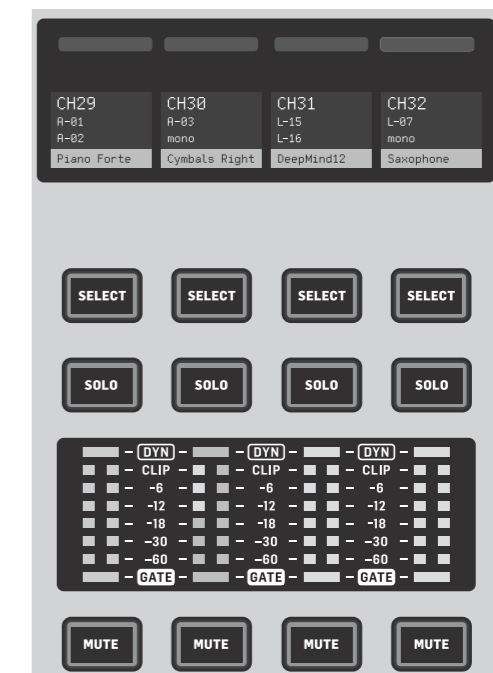 CH29 CH30 CH31 CH32
A-01 A-03 L-15 L-07
A-02 mono L-16 mono
Piano Forte Cymbals Right DeepMind12 Saxophone
SELECT SELECT SELECT SELECT
SOLO SOLO SOLO SOLO
– DYN – – DYN – – DYN –
– CLIP – – CLIP – – CLIP –
– -6 – – -6 – – -6 –
– -12 – – -12 – – -12 –
– -18 – – -18 – – -18 –
– -30 – – -30 – – -30 –
– -60 – – -60 – – -60 –
– GATE – – GATE – – GATE –
MUTE MUTE MUTE MUTE